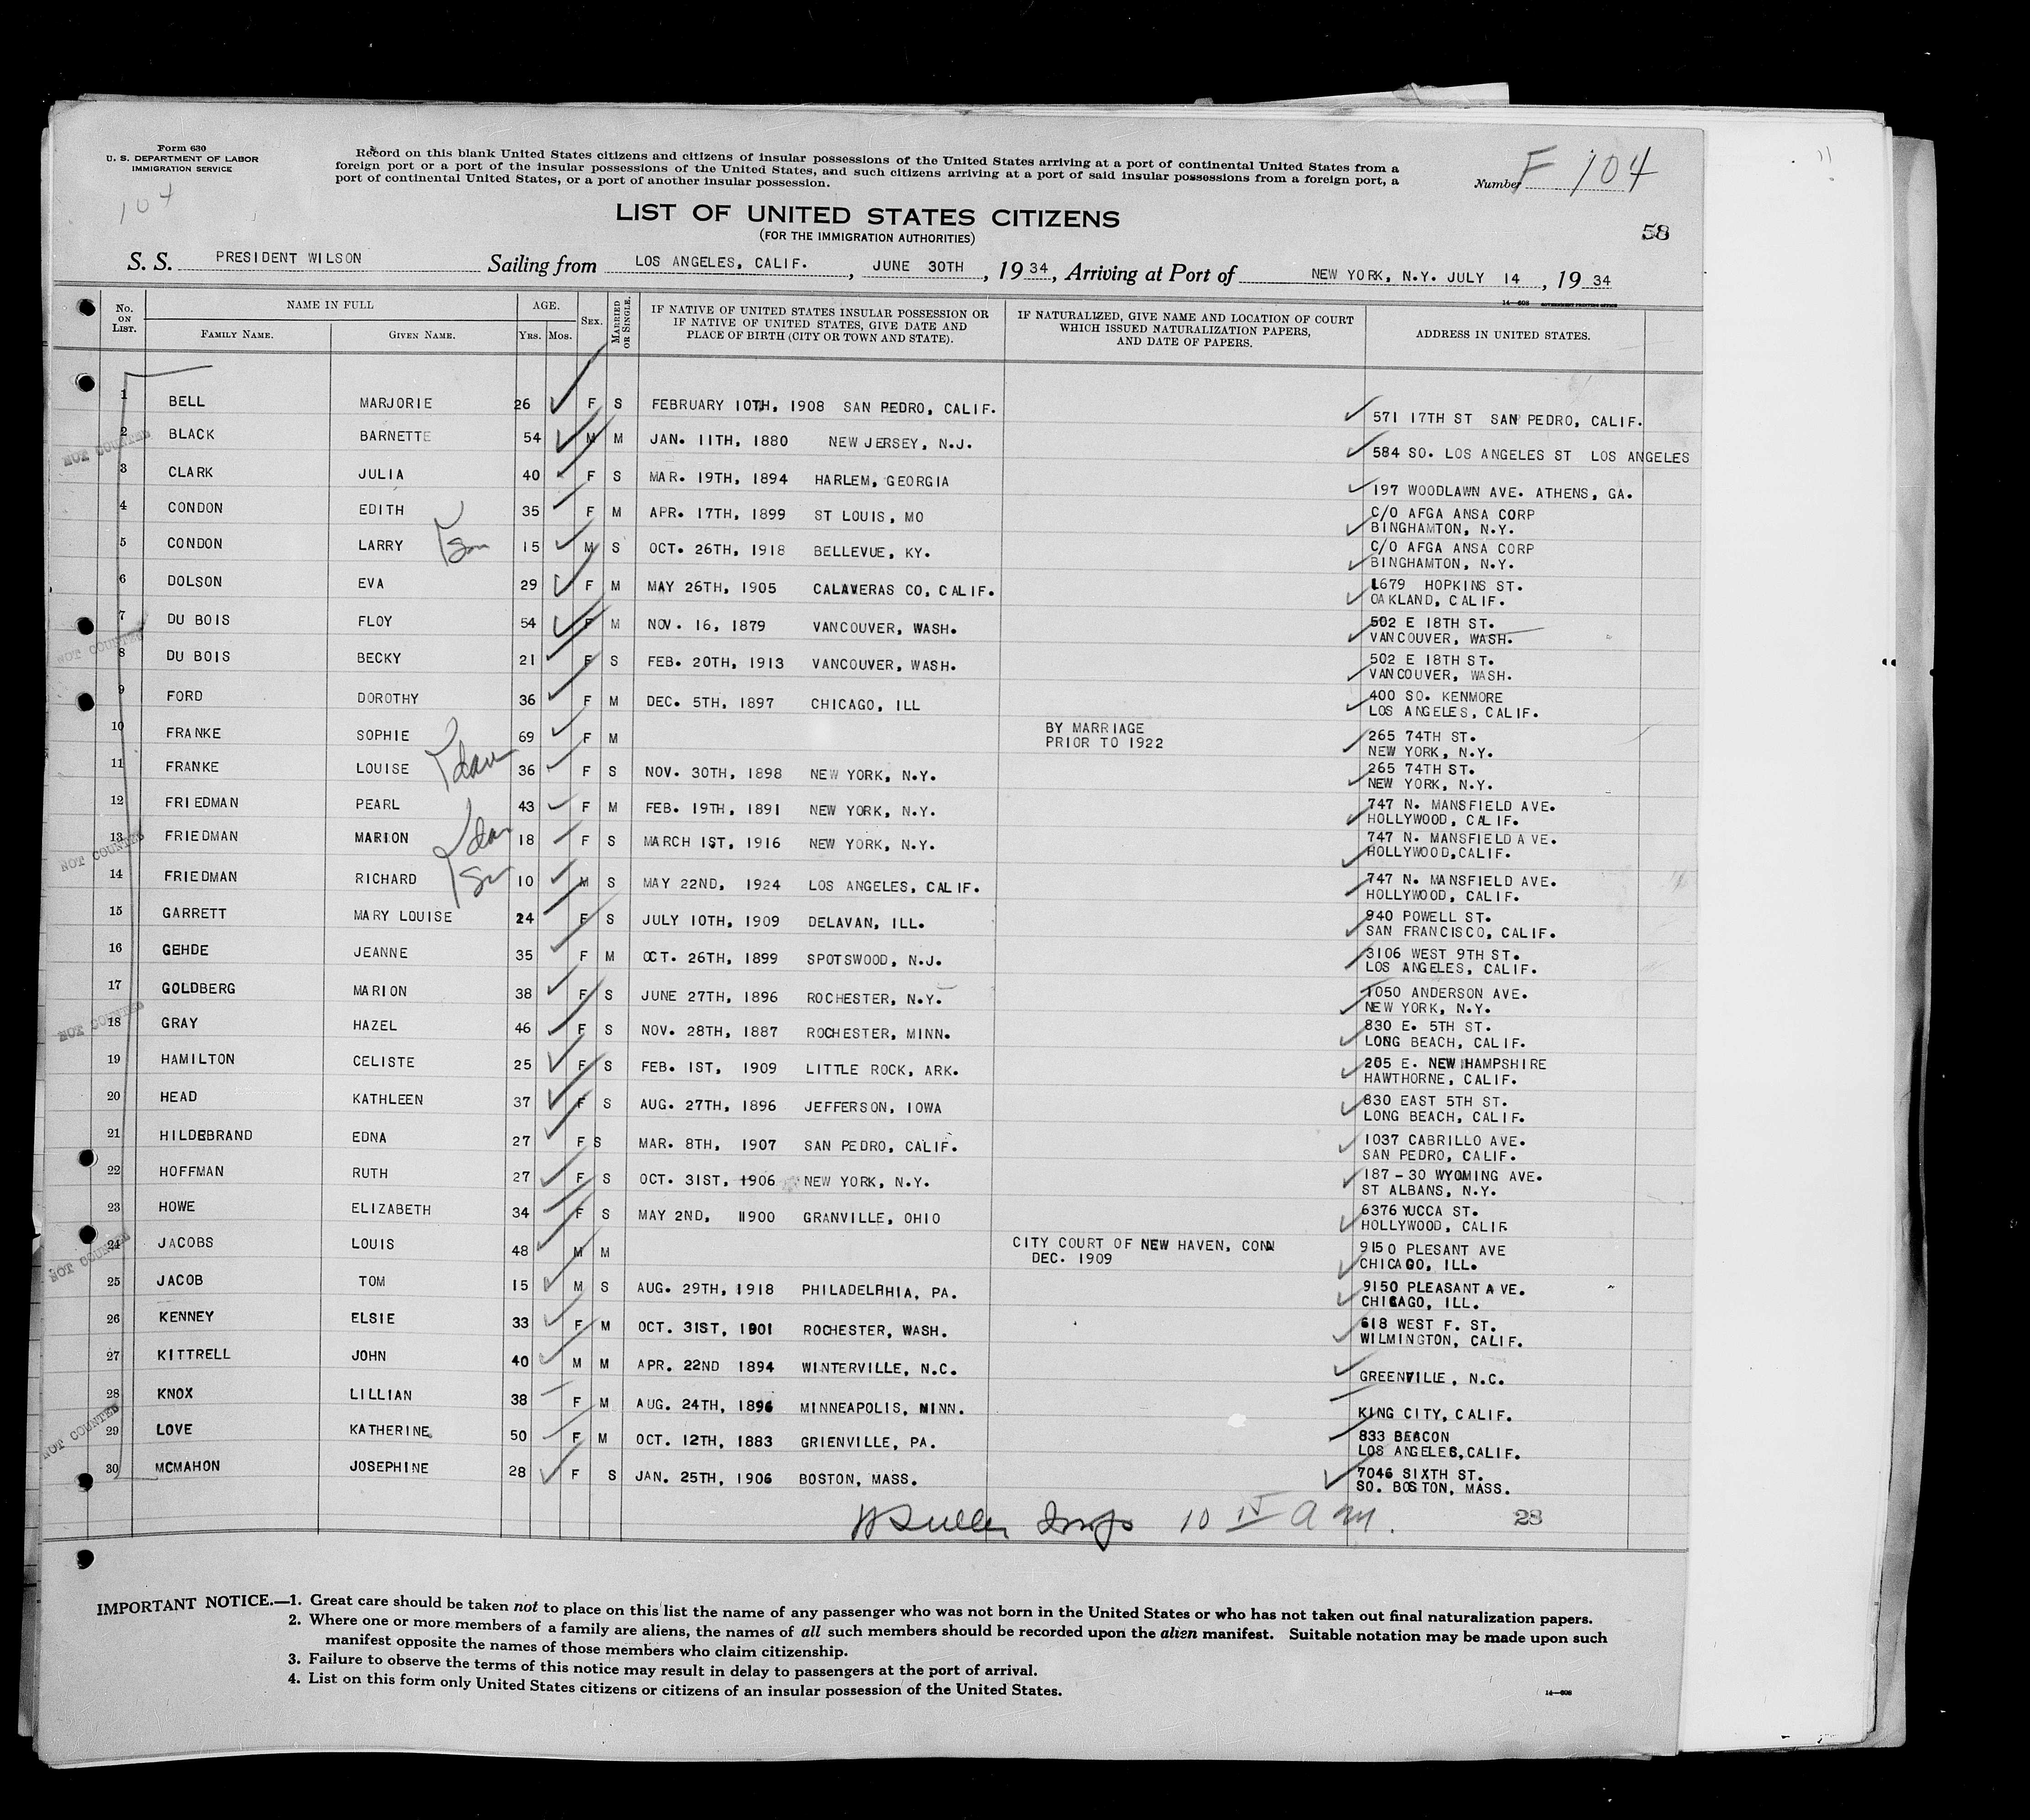 Form 630
U. S. DEPARTMENT OF LABOR
IMMIGRATION SERVICE
104
Record on this blank United States citizens and citizens of insular possessions of the United States arriving at a port of continental United States from a
foreign port or a port of the insular possessions of the United States, and such citizens arriving at a port of said insular possessions from a foreign port, a
port of continental United States, or a port of another insular possession.
Number F 104
LIST OF UNITED STATES CITIZENS
(FOR THE IMMIGRATION AUTHORITIES)
58
S. S. PRESIDENT WILSON Sailing from LOS ANGELES, CALIF. , JUNE 30TH , 19 34, Arriving at Port of NEW YORK, N.Y. JULY 14 , 19 34
14—608 GOVERNMENT PRINTING OFFICE
No. ON LIST.
NAME IN FULL
FAMILY NAME.
GIVEN NAME.
AGE.
YRS. MOS.
SEX.
MARRIED OR SINGLE.
IF NATIVE OF UNITED STATES INSULAR POSSESSION OR
IF NATIVE OF UNITED STATES, GIVE DATE AND
PLACE OF BIRTH (CITY OR TOWN AND STATE).
IF NATURALIZED, GIVE NAME AND LOCATION OF COURT
WHICH ISSUED NATURALIZATION PAPERS,
AND DATE OF PAPERS.
ADDRESS IN UNITED STATES.
1 BELL MARJORIE 26 F S FEBRUARY 10TH, 1908 SAN PEDRO, CALIF. 571 17TH ST SAN PEDRO, CALIF.
NOT COUNTED
2 BLACK BARNETTE 54 M M JAN. 11TH, 1880 NEW JERSEY, N.J. 584 SO. LOS ANGELES ST LOS ANGELES
3 CLARK JULIA 40 F S MAR. 19TH, 1894 HARLEM, GEORGIA 197 WOODLAWN AVE. ATHENS, GA.
4 CONDON EDITH 35 F M APR. 17TH, 1899 ST LOUIS, MO C/O AFGA ANSA CORP
BINGHAMTON, N.Y.
5 CONDON LARRY Son 15 M S OCT. 26TH, 1918 BELLEVUE, KY. C/O AFGA ANSA CORP
BINGHAMTON, N.Y.
6 DOLSON EVA 29 F M MAY 26TH, 1905 CALAVERAS CO, CALIF. 1679 HOPKINS ST.
OAKLAND, CALIF.
7 DU BOIS FLOY 54 F M NOV. 16, 1879 VANCOUVER, WASH. 502 E 18TH ST.
VANCOUVER, WASH.
NOT COUNTED
8 DU BOIS BECKY 21 F S FEB. 20TH, 1913 VANCOUVER, WASH. 502 E 18TH ST.
VANCOUVER, WASH.
9 FORD DOROTHY 36 F M DEC. 5TH, 1897 CHICAGO, ILL 400 SO. KENMORE
LOS ANGELES, CALIF.
10 FRANKE SOPHIE 69 F M BY MARRIAGE
PRIOR TO 1922 265 74TH ST.
NEW YORK, N.Y.
11 FRANKE LOUISE dau 36 F S NOV. 30TH, 1898 NEW YORK, N.Y. 265 74TH ST.
NEW YORK, N.Y.
12 FRIEDMAN PEARL 43 F M FEB. 19TH, 1891 NEW YORK, N.Y. 747 N. MANSFIELD AVE.
HOLLYWOOD, CALIF.
NOT COUNTED
13 FRIEDMAN MARION dau 18 F S MARCH 1ST, 1916 NEW YORK, N.Y. 747 N. MANSFIELD AVE.
HOLLYWOOD, CALIF.
14 FRIEDMAN RICHARD Son 10 M S MAY 22ND, 1924 LOS ANGELES, CALIF. 747 N. MANSFIELD AVE.
HOLLYWOOD, CALIF.
15 GARRETT MARY LOUISE 24 F S JULY 10TH, 1909 DELAVAN, ILL. 940 POWELL ST.
SAN FRANCISCO, CALIF.
16 GEHDE JEANNE 35 F M OCT. 26TH, 1899 SPOTSWOOD, N.J. 3106 WEST 9TH ST.
LOS ANGELES, CALIF.
17 GOLDBERG MARION 38 F S JUNE 27TH, 1896 ROCHESTER, N.Y. 1050 ANDERSON AVE.
NEW YORK, N.Y.
NOT COUNTED
18 GRAY HAZEL 46 F S NOV. 28TH, 1887 ROCHESTER, MINN. 830 E. 5TH ST.
LONG BEACH, CALIF.
19 HAMILTON CELISTE 25 F S FEB. 1ST, 1909 LITTLE ROCK, ARK. 205 E. NEW HAMPSHIRE
HAWTHORNE, CALIF.
20 HEAD KATHLEEN 37 F S AUG. 27TH, 1896 JEFFERSON, IOWA 830 EAST 5TH ST.
LONG BEACH, CALIF.
21 HILDEBRAND EDNA 27 F S MAR. 8TH, 1907 SAN PEDRO, CALIF. 1037 CABRILLO AVE.
SAN PEDRO, CALIF.
22 HOFFMAN RUTH 27 F S OCT. 31ST, 1906 NEW YORK, N.Y. 187-30 WYOMING AVE.
ST ALBANS, N.Y.
23 HOWE ELIZABETH 34 F S MAY 2ND, 1900 GRANVILLE, OHIO 6376 YUCCA ST.
HOLLYWOOD, CALIF
NOT COUNTED
24 JACOBS LOUIS 48 M M CITY COURT OF NEW HAVEN, CONN
DEC. 1909 9150 PLESANT AVE
CHICAGO, ILL.
25 JACOB TOM 15 M S AUG. 29TH, 1918 PHILADELPHIA, PA. 9150 PLEASANT AVE.
CHICAGO, ILL.
26 KENNEY ELSIE 33 F M OCT. 31ST, 1901 ROCHESTER, WASH. 618 WEST F. ST.
WILMINGTON, CALIF.
27 KITTRELL JOHN 40 M M APR. 22ND 1894 WINTERVILLE, N.C. GREENVILLE, N.C.
28 KNOX LILLIAN 38 F M AUG. 24TH, 1896 MINNEAPOLIS, MINN. KING CITY, CALIF.
NOT COUNTED
29 LOVE KATHERINE 50 F M OCT. 12TH, 1883 GRIENVILLE, PA. 833 BEACON
LOS ANGELES, CALIF.
30 MCMAHON JOSEPHINE 28 F S JAN. 25TH, 1906 BOSTON, MASS. 7046 SIXTH ST.
SO. BOSTON, MASS.
10 15 A M. 23
IMPORTANT NOTICE.—1. Great care should be taken not to place on this list the name of any passenger who was not born in the United States or who has not taken out final naturalization papers.
2. Where one or more members of a family are aliens, the names of all such members should be recorded upon the alien manifest. Suitable notation may be made upon such
manifest opposite the names of those members who claim citizenship.
3. Failure to observe the terms of this notice may result in delay to passengers at the port of arrival.
4. List on this form only United States citizens or citizens of an insular possession of the United States.
14—608